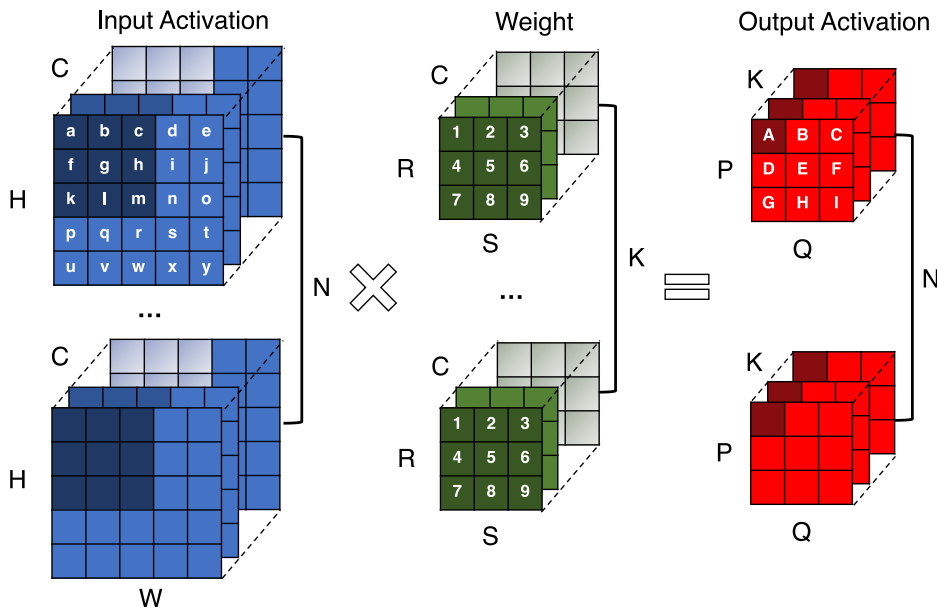 Input Activation
Weight
Output Activation
C
H
a b c d e
f g h i j
k l m n o
p q r s t
u v w x y
N
...
C
H
W
C
R
1 2 3
4 5 6
7 8 9
S
K
...
C
R
1 2 3
4 5 6
7 8 9
S
K
P
A B C
D E F
G H I
Q
N
K
P
Q